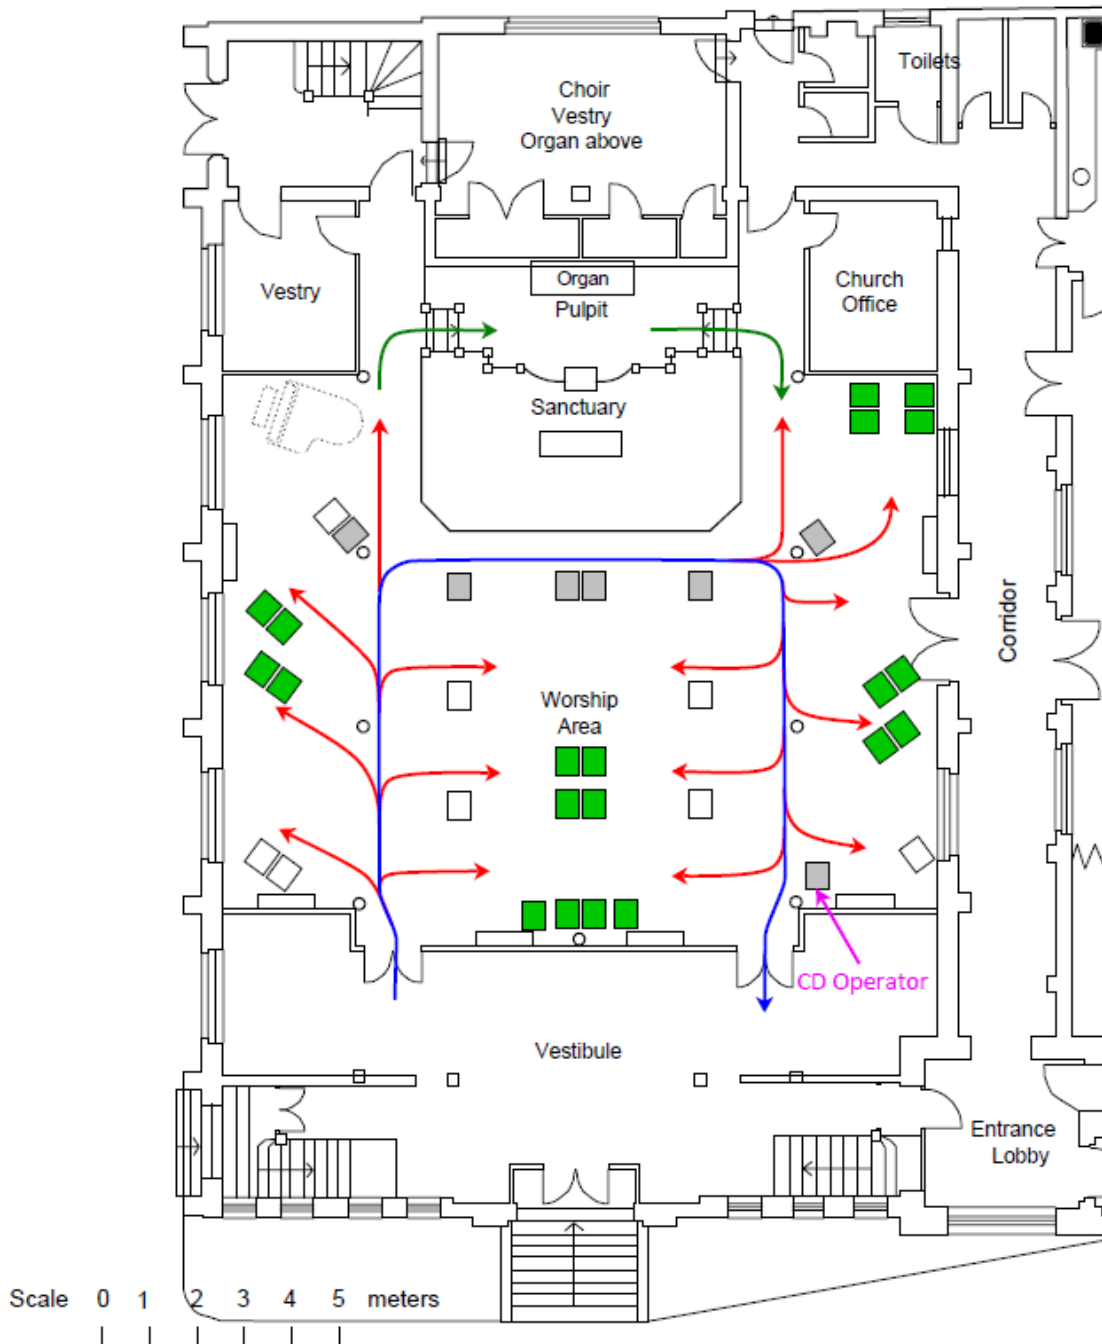 Toilets
Choir
Vestry
Organ above
Vestry
Organ
Pulpit
Church
Office
Sanctuary
Corridor
Worship
Area
CD Operator
Vestibule
Entrance
Lobby
Scale 0 1 2 3 4 5 meters